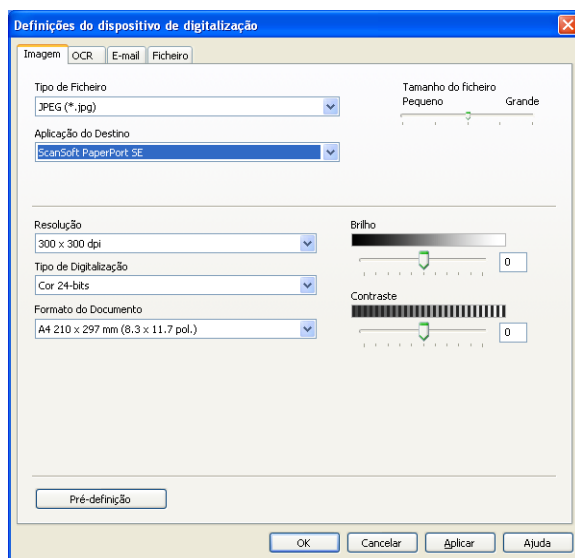 Definições do dispositivo de digitalização
Imagem OCR E-mail Ficheiro
Tipo de Ficheiro
JPEG (*.jpg)
Tamanho do ficheiro
Pequeno Grande
Aplicação do Destino
ScanSoft PaperPort SE
Resolução
300 x 300 dpi
Tipo de Digitalização
Cor 24-bits
Formato do Documento
A4 210 x 297 mm (8.3 x 11.7 pol.)
Brilho
0
Contraste
0
Pré-definição
OK Cancelar Aplicar Ajuda